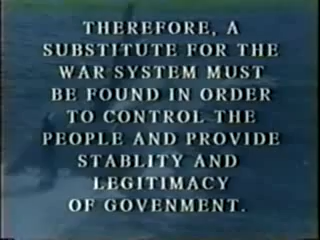 THEREFORE, A
SUBSTITUTE FOR THE
WAR SYSTEM MUST
BE FOUND IN ORDER
TO CONTROL THE
PEOPLE AND PROVIDE
STABLITY AND
LEGITIMACY
OF GOVENMENT.